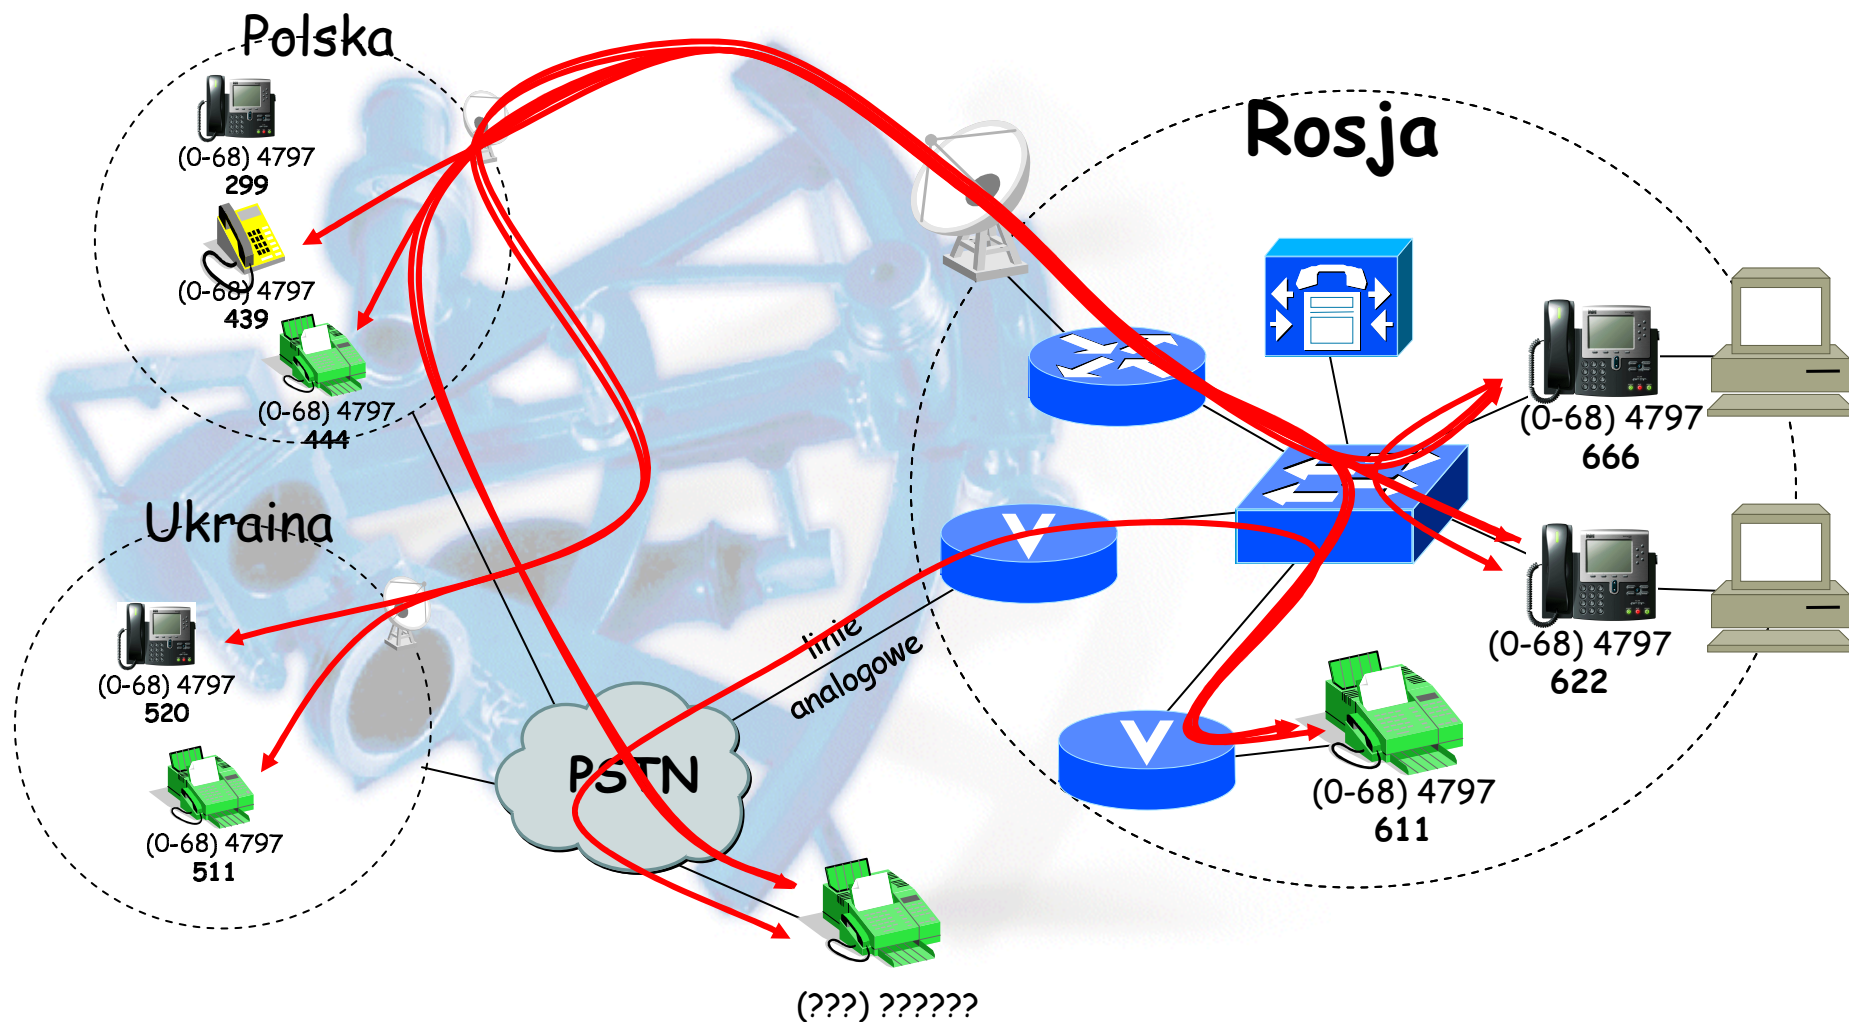 Polska
(0-68) 4797
299
(0-68) 4797
439
(0-68) 4797
444
Ukraina
(0-68) 4797
520
(0-68) 4797
511
PSTN
linie
analogowe
(???) ??????
Rosja
(0-68) 4797
666
(0-68) 4797
622
(0-68) 4797
611
V
V